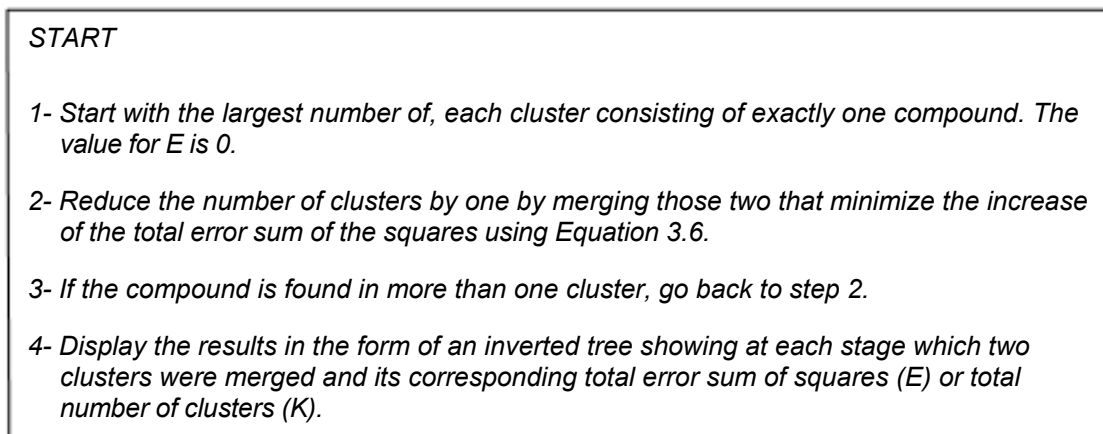 START
1- Start with the largest number of, each cluster consisting of exactly one compound. The
value for E is 0.
2- Reduce the number of clusters by one by merging those two that minimize the increase
of the total error sum of the squares using Equation 3.6.
3- If the compound is found in more than one cluster, go back to step 2.
4- Display the results in the form of an inverted tree showing at each stage which two
clusters were merged and its corresponding total error sum of squares (E) or total
number of clusters (K).